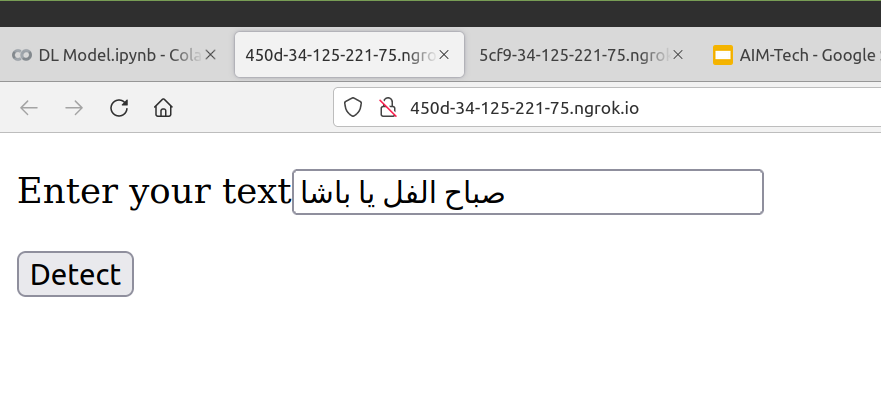 DL Model.ipynb - Cola
450d-34-125-221-75.ngro
5cf9-34-125-221-75.ngrok
AIM-Tech - Google
450d-34-125-221-75.ngrok.io
Enter your text صباح الفل يا باشا
Detect